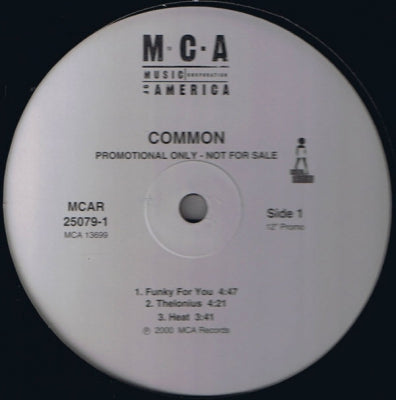 M·C·A
MUSIC CORPORATION
OF AMERICA
COMMON
PROMOTIONAL ONLY - NOT FOR SALE
MCAR
25079-1
MCA 13699
Side 1
12" Promo
1. Funky For You 4:47
2. Thelonius 4:21
3. Heat 3:41
℗ 2000 MCA Records